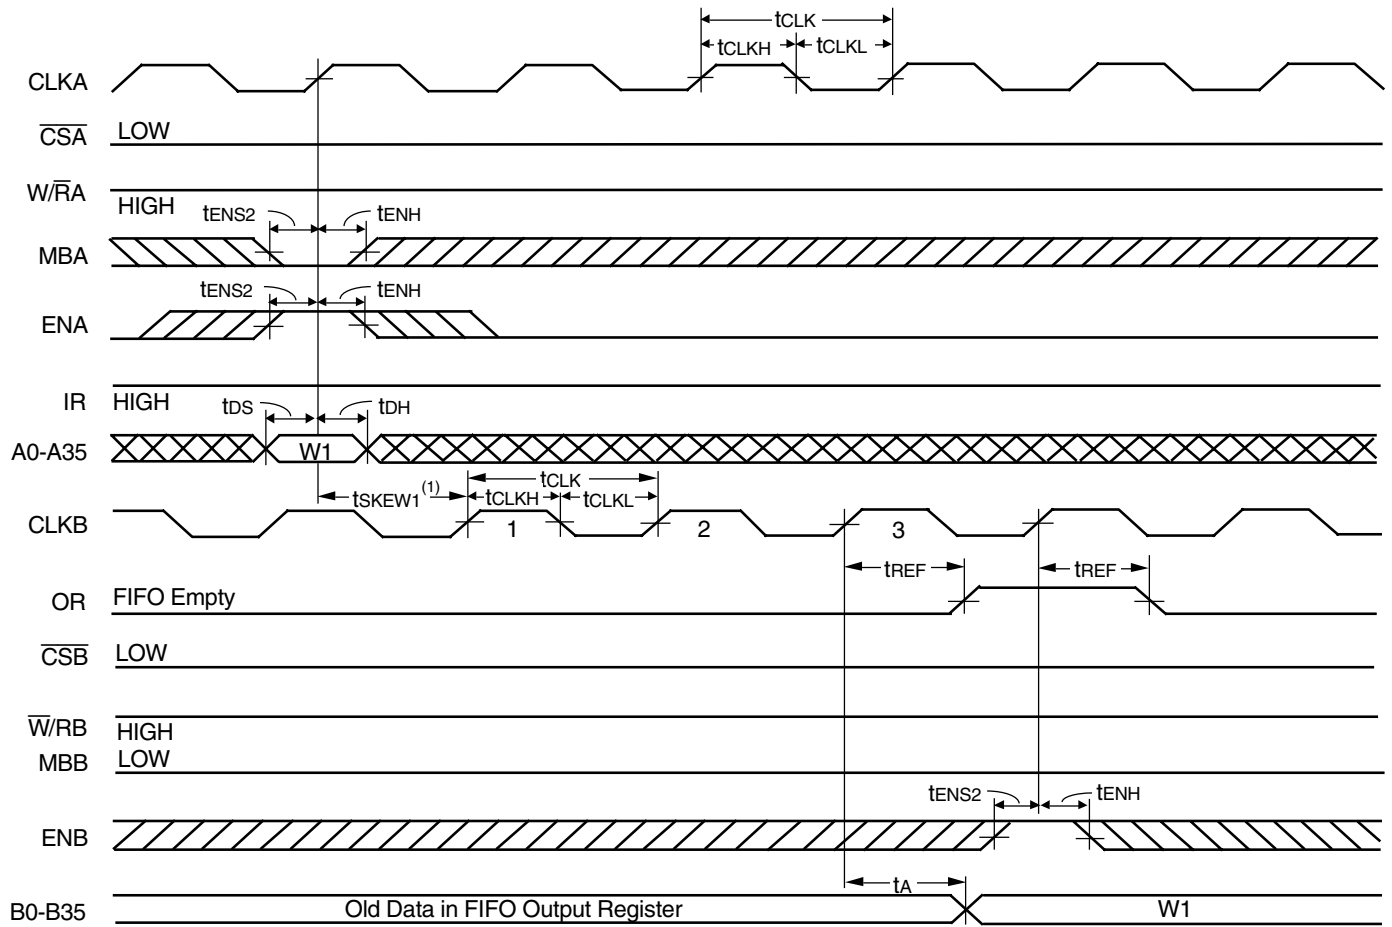 tCLK
tCLKH tCLKL
CLKA
CSA LOW
W/RA
HIGH
tENS2 tENH
MBA
tENS2 tENH
ENA
IR HIGH
tDS tDH
A0-A35 W1
tCLK
tSKEW1(1) tCLKH tCLKL
CLKB 1 2 3
tREF tREF
OR FIFO Empty
CSB LOW
W/RB HIGH
MBB LOW
tENS2 tENH
ENB
tA
B0-B35 Old Data in FIFO Output Register W1